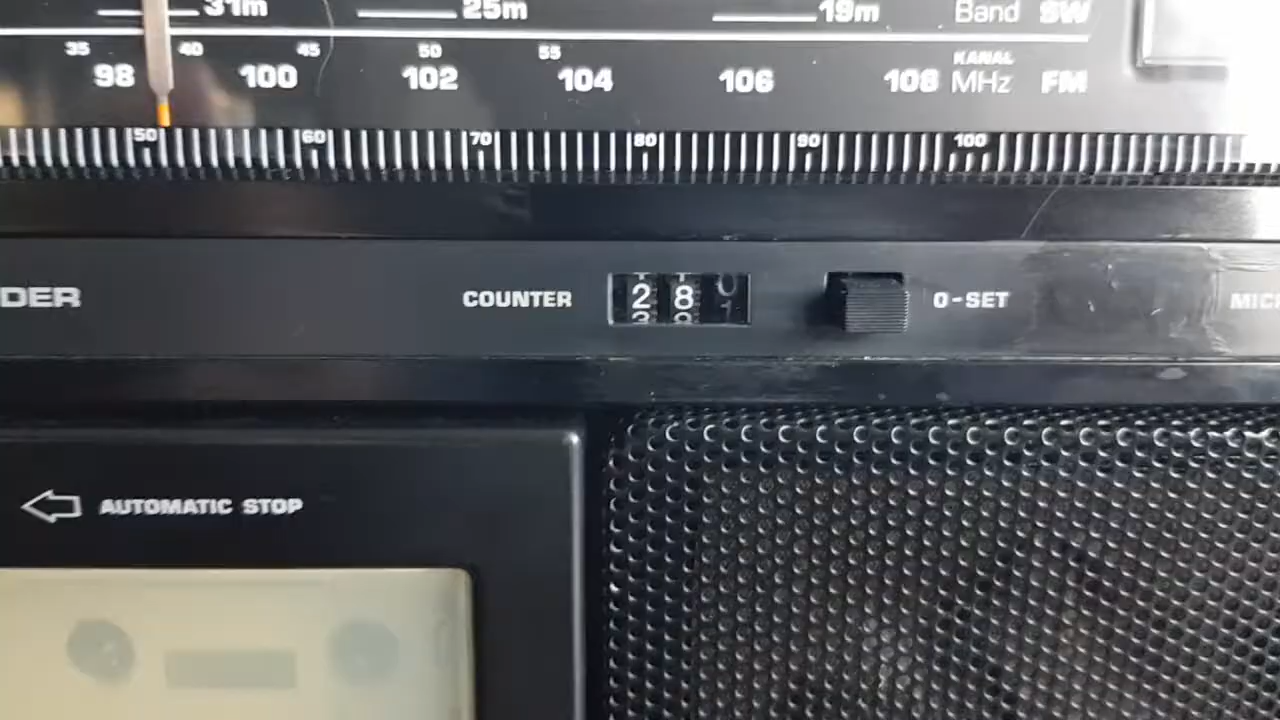 31m 25m 19m Band SW
35 40 45 50 55 KANAL
98 100 102 104 106 108 MHz FM
50 60 70 80 90 100
DER COUNTER 28 0-SET MIC
AUTOMATIC STOP